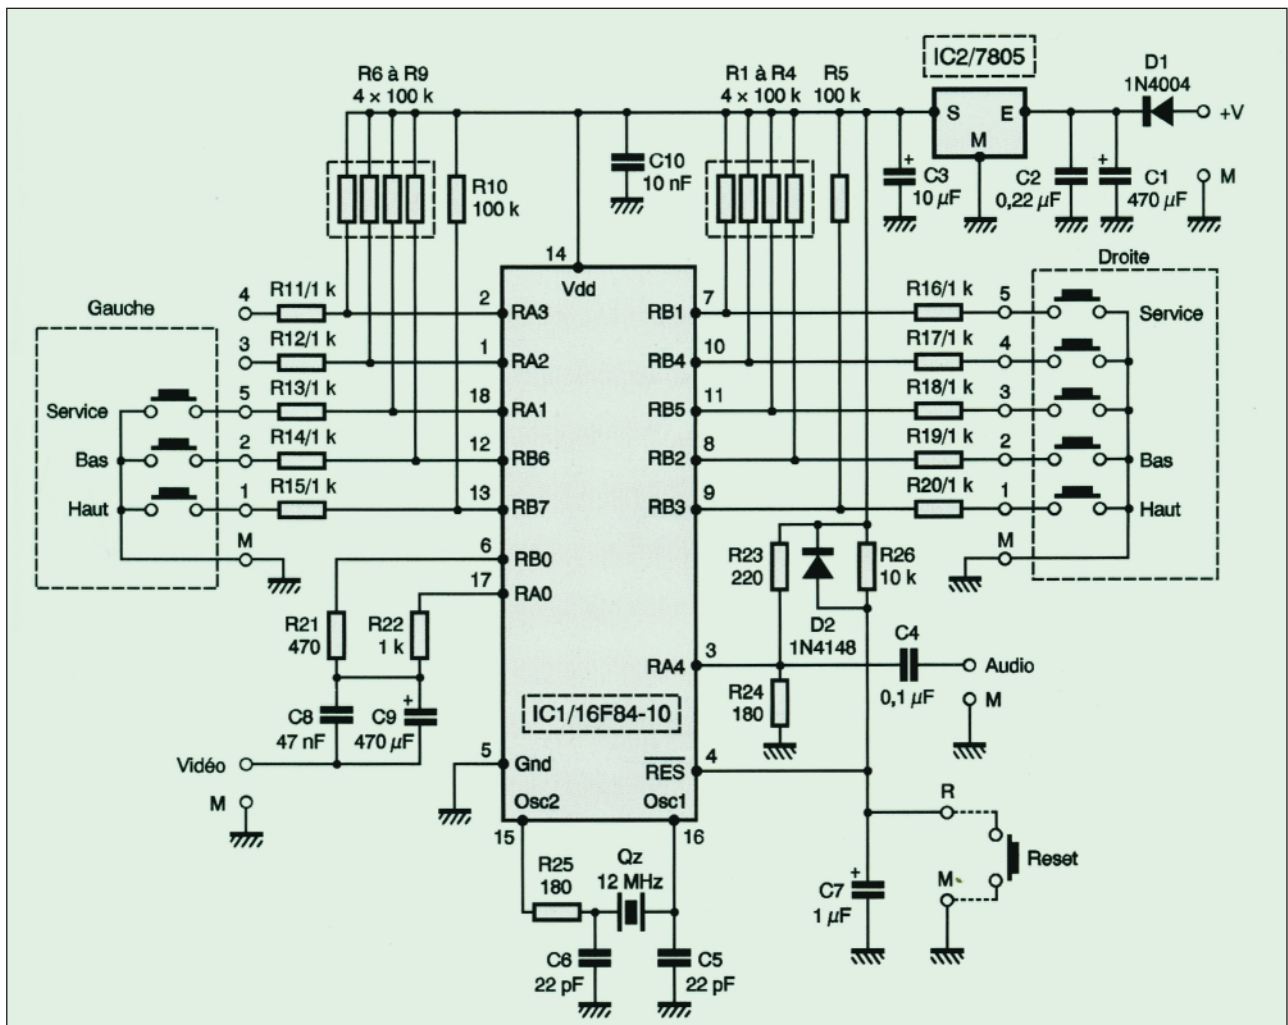 IC2/7805
D1
1N4004
R6 à R9
4 × 100 k
R1 à R4
4 × 100 k
R5
100 k
S
E
M
+V
C10
10 nF
R10
100 k
C3
+
10 µF
C2
0,22 µF
+
C1
470 µF
M
14
Vdd
Droite
Gauche
4
R11/1 k
2
RA3
RB1
7
R16/1 k
5
Service
3
R12/1 k
1
RA2
RB4
10
R17/1 k
4
Service
5
R13/1 k
18
RA1
RB5
11
R18/1 k
3
Bas
2
R14/1 k
12
RB6
RB2
8
R19/1 k
2
Bas
Haut
1
R15/1 k
13
RB7
RB3
9
R20/1 k
1
Haut
M
6
RB0
R23
220
R26
10 k
M
17
RA0
R21
470
R22
1 k
D2
1N4148
C4
0,1 µF
3
RA4
Audio
M
R24
180
C8
47 nF
C9
+
470 µF
IC1/16F84-10
Vidéo
5
Gnd
RES
4
M
Osc2
Osc1
R
15
16
Reset
R25
180
Qz
12 MHz
C7
+
1 µF
M
C6
22 pF
C5
22 pF